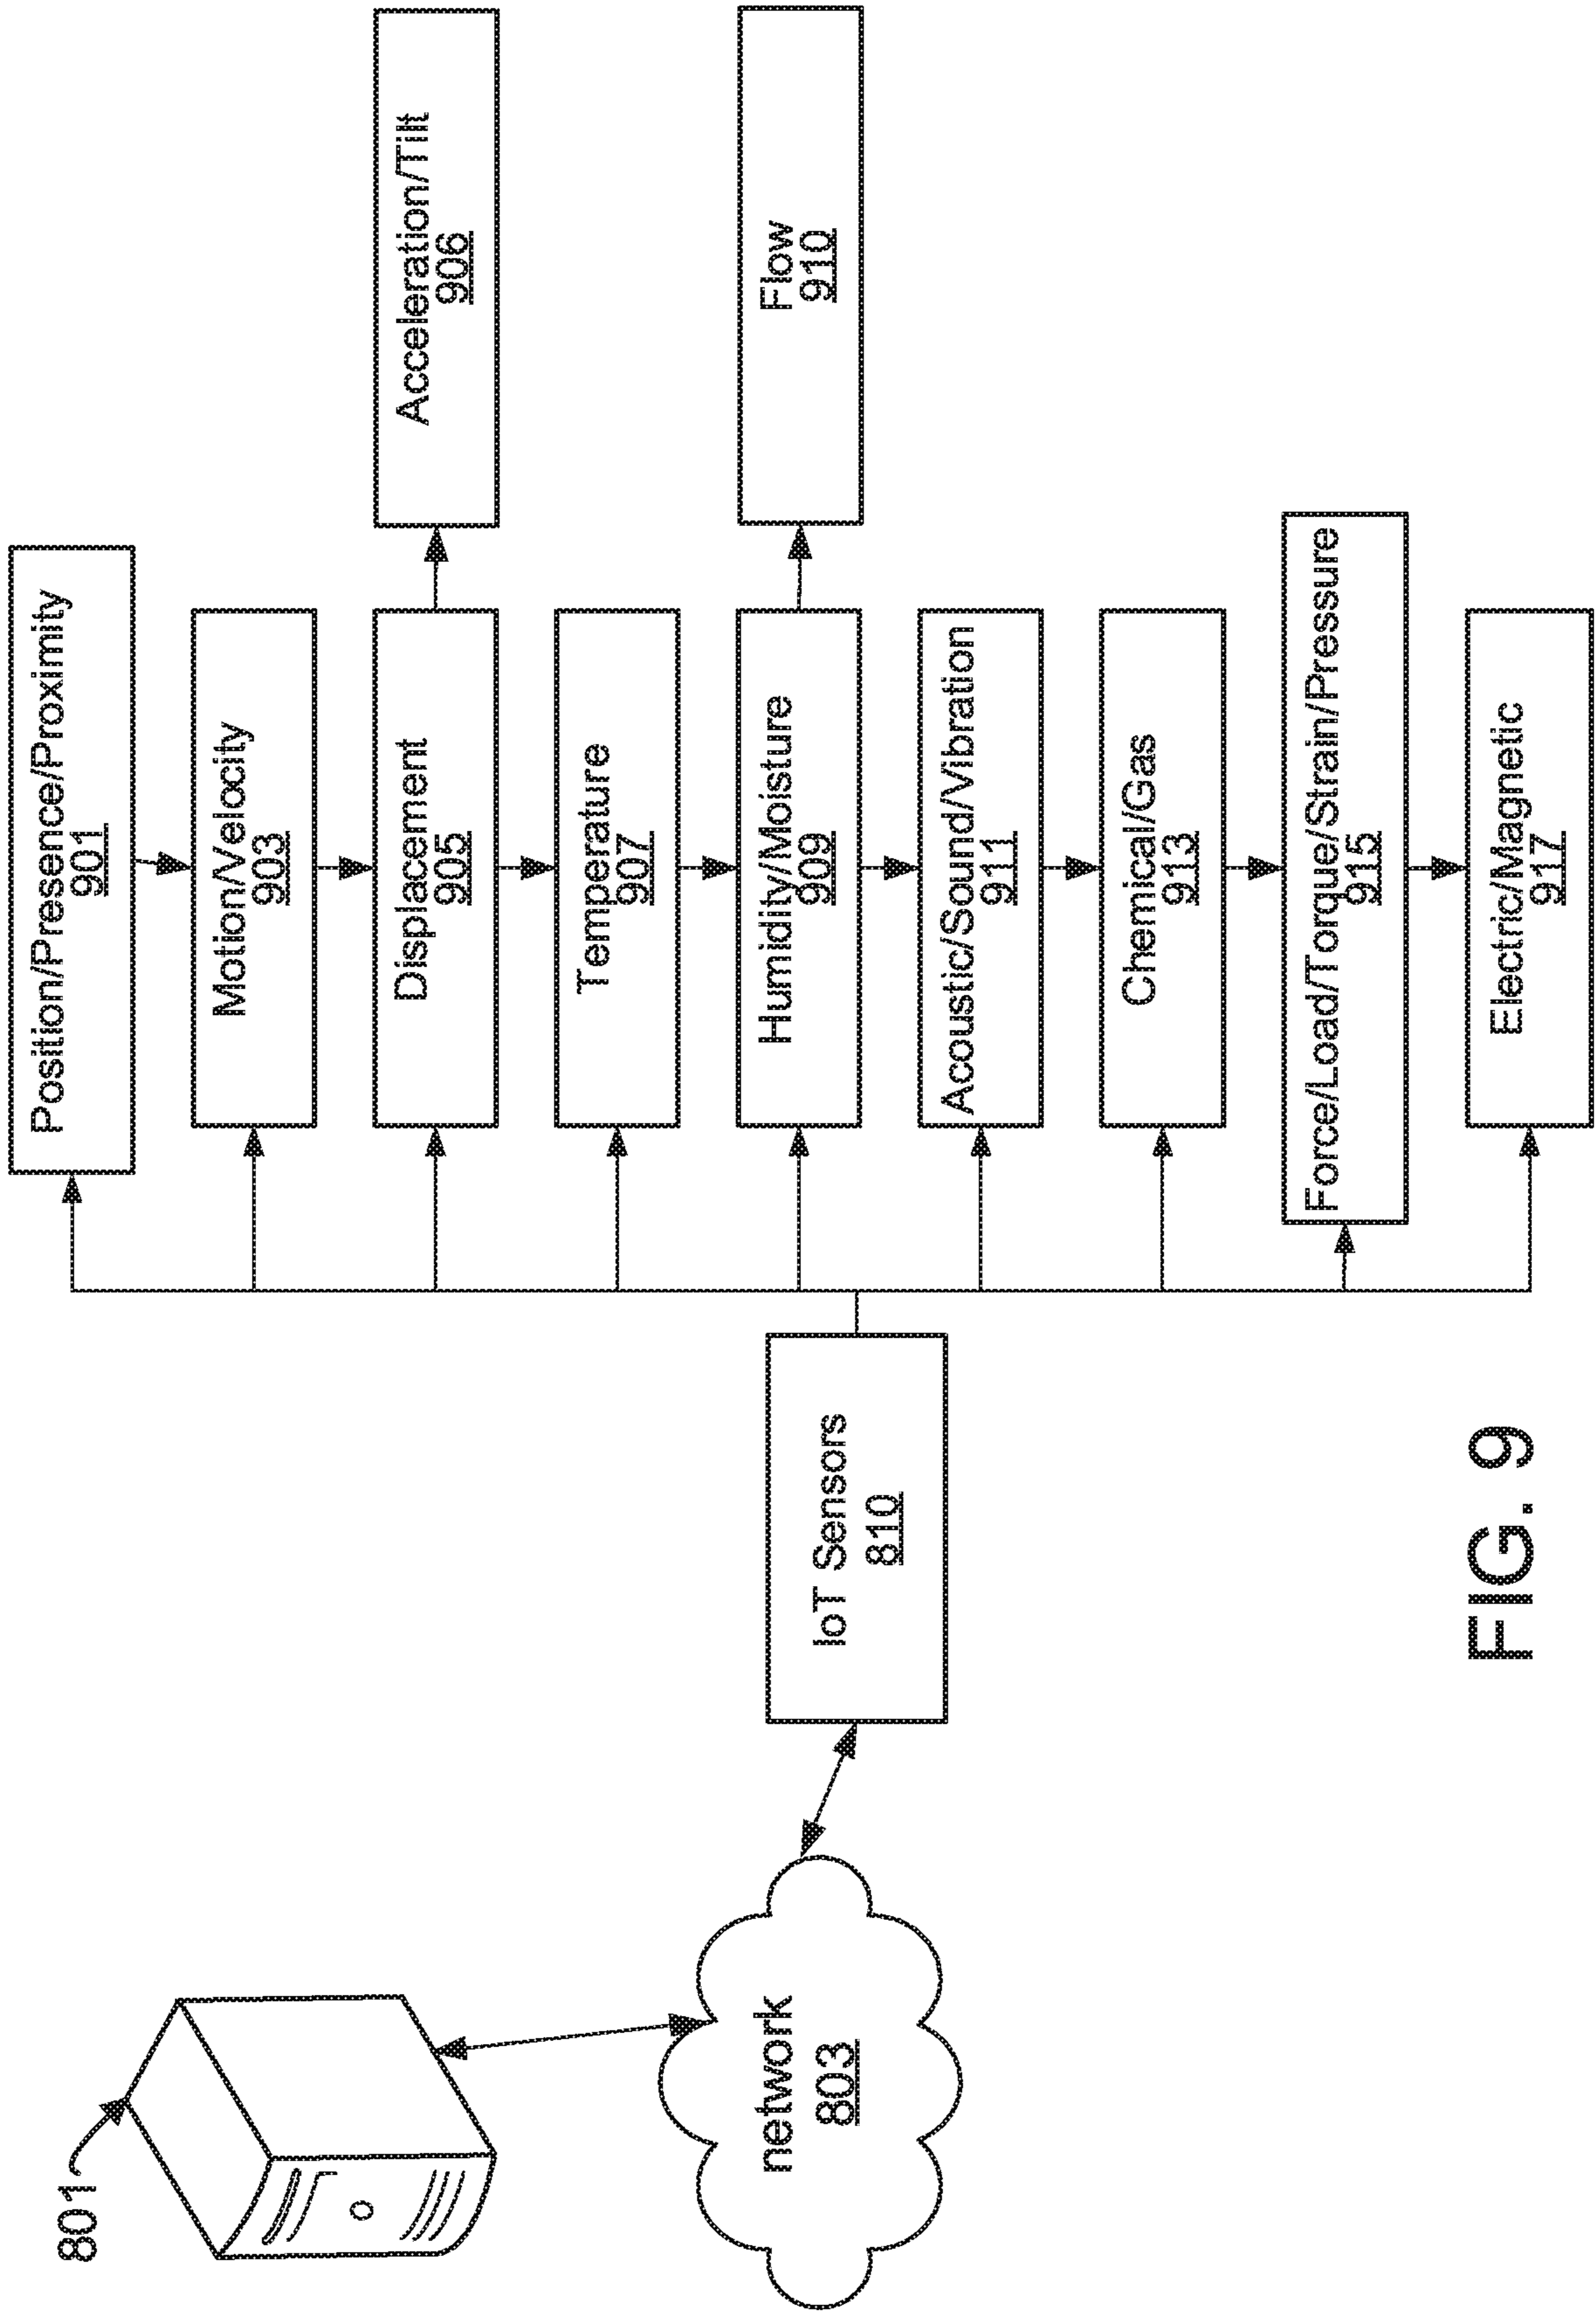 801
network
803
IoT Sensors
810
Position/Presence/Proximity
901
Motion/Velocity
903
Displacement
905
Acceleration/Tilt
906
Temperature
907
Humidity/Moisture
909
Flow
910
Acoustic/Sound/Vibration
911
Chemical/Gas
913
Force/Load/Torque/Strain/Pressure
915
Electric/Magnetic
917
FIG. 9